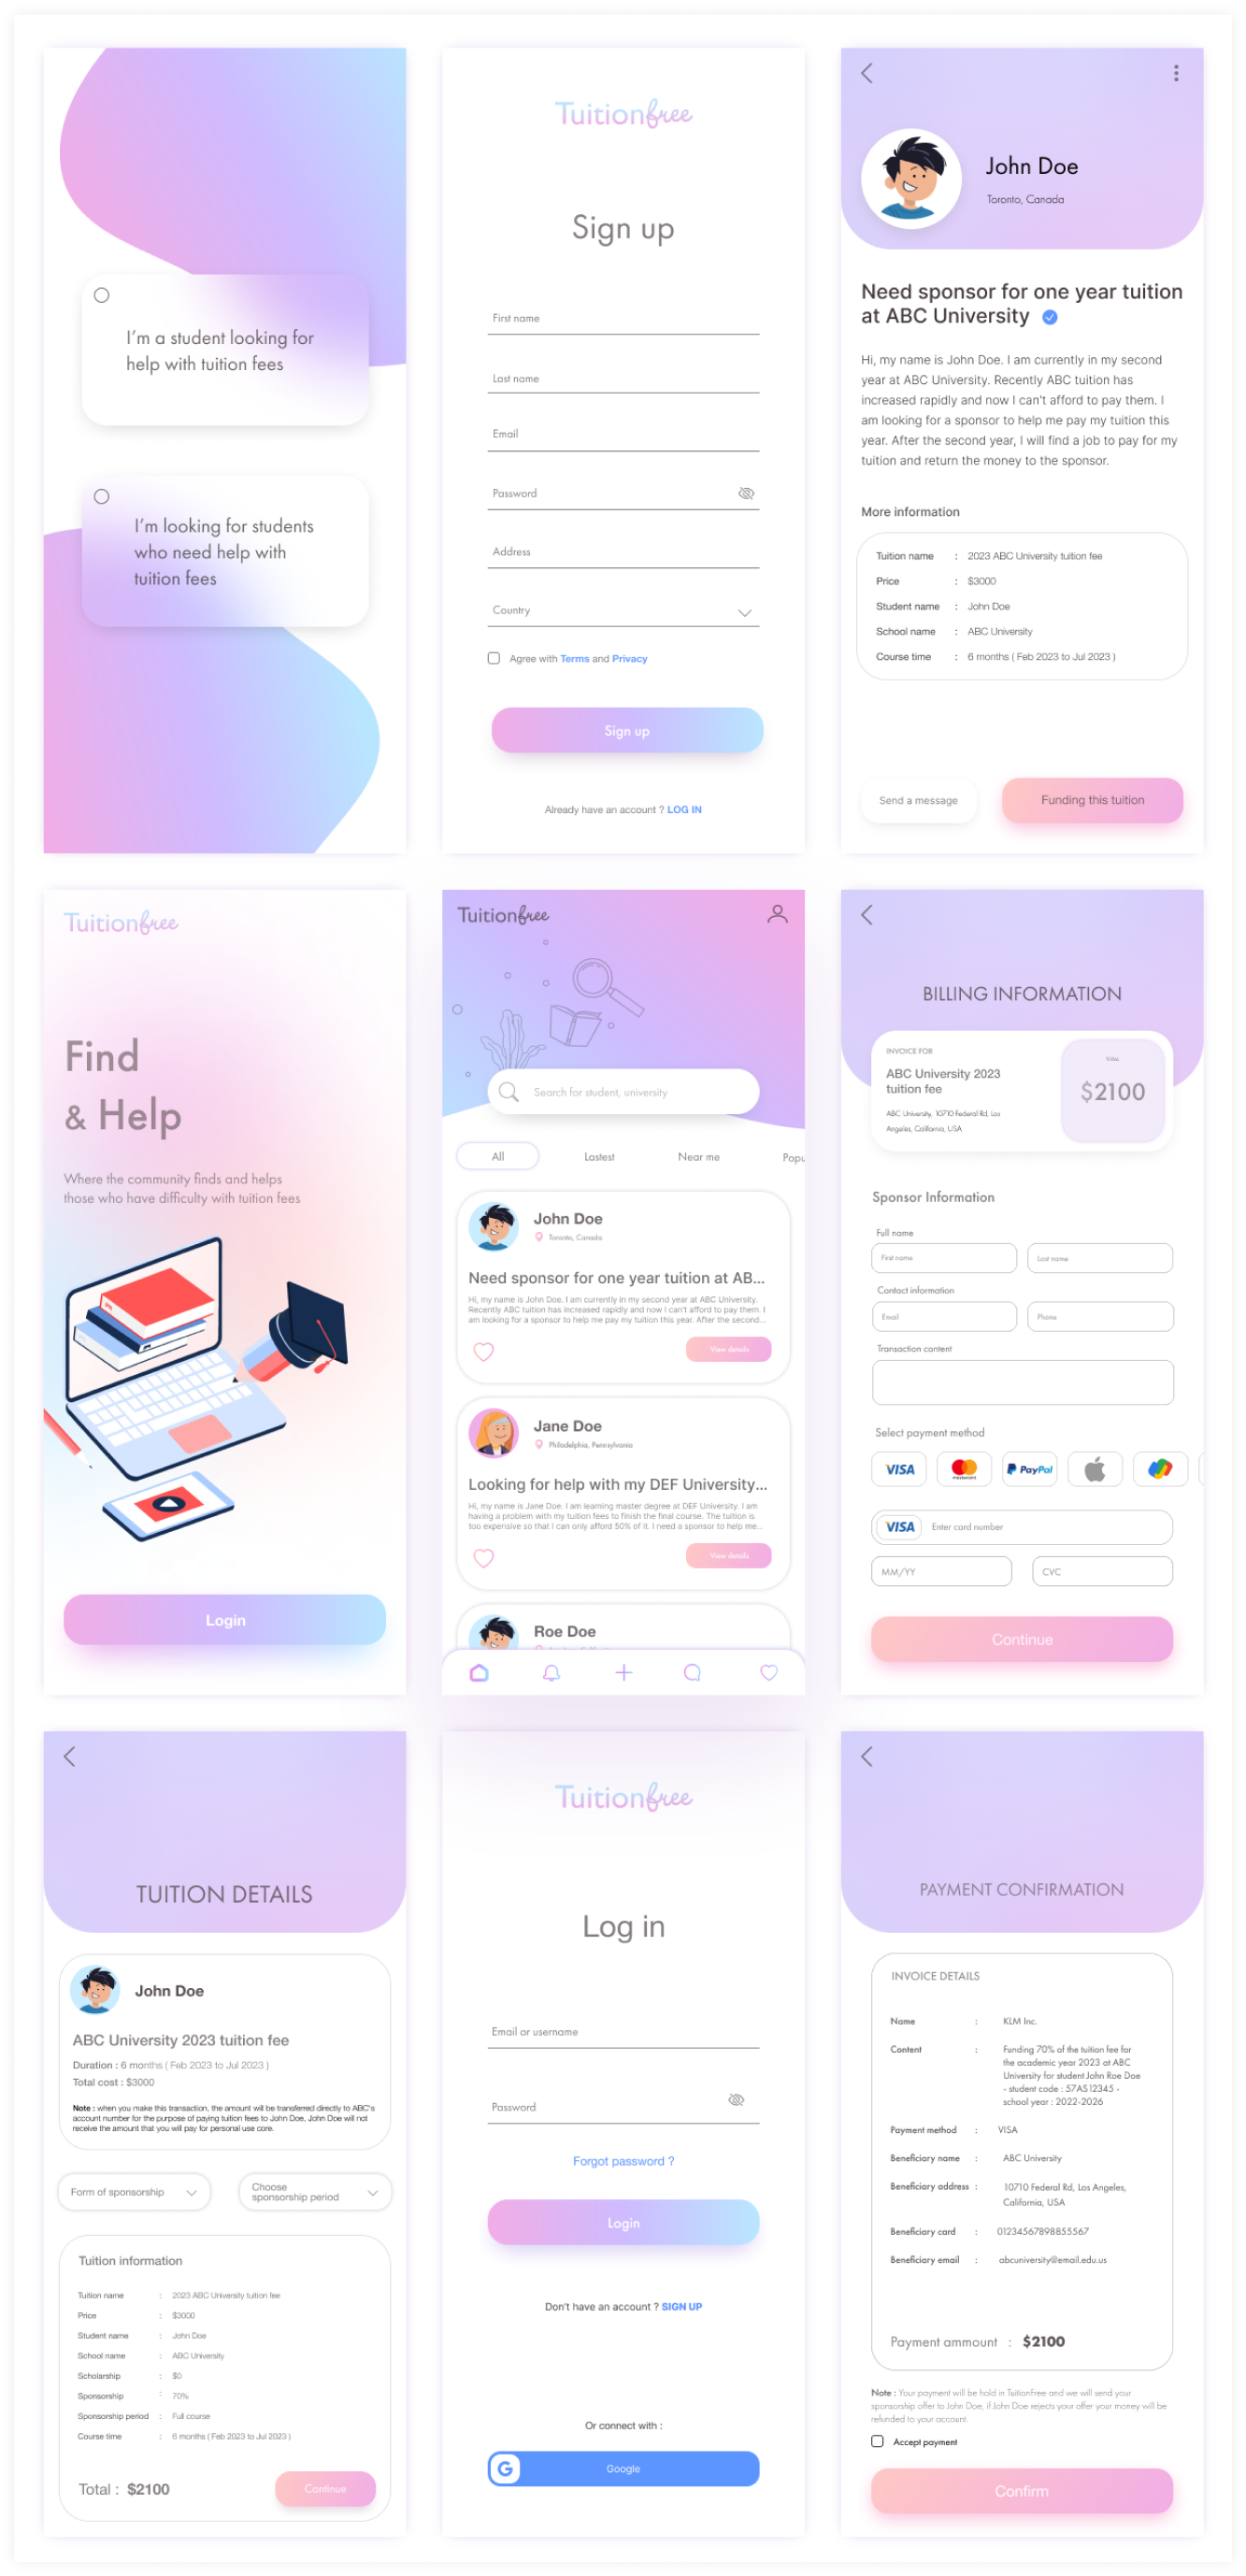 I'm a student looking for
help with tuition fees
I'm looking for students
who need help with
tuition fees
Tuitionfree
Sign up
First name
Last name
Email
Password
Address
Country
Agree with Terms and Privacy
Sign up
Already have an account ? LOG IN
John Doe
Toronto, Canada
Need sponsor for one year tuition
at ABC University
Hi, my name is John Doe. I am currently in my second
year at ABC University. Recently ABC tuition has
increased rapidly and now I can't afford to pay them. I
am looking for a sponsor to help me pay my tuition this
year. After the second year, I will find a job to pay for my
tuition and return the money to the sponsor.
More information
Tuition name : 2023 ABC University tuition fee
Price : $3000
Student name : John Doe
School name : ABC University
Course time : 6 months ( Feb 2023 to Jul 2023 )
Send a message
Funding this tuition
Tuitionfree
Find
& Help
Where the community finds and helps
those who have difficulty with tuition fees
Login
Tuitionfree
Search for student, university
All Lastest Near me Popu
John Doe
Toronto, Canada
Need sponsor for one year tuition at AB...
Hi, my name is John Doe. I am currently in my second year at ABC University.
Recently ABC tuition has increased rapidly and now I can't afford to pay them. I
am looking for a sponsor to help me pay my tuition this year. After the second...
View details
Jane Doe
Philadelphia, Pennsylvania
Looking for help with my DEF University...
Hi, my name is Jane Doe. I am learning master degree at DEF University. I am
having a problem with my tuition fees to finish the final course. The tuition is
too expensive so that I can only afford 50% of it. I need a sponsor to help me...
View details
Roe Doe
BILLING INFORMATION
INVOICE FOR
ABC University 2023
tuition fee
ABC University, 10710 Federal Rd, Los
Angeles, California, USA
TOTAL
$2100
Sponsor Information
Full name
First name
Last name
Contact information
Email
Phone
Transaction content
Select payment method
VISA
mastercard
PayPal
VISA Enter card number
MM/YY
CVC
Continue
TUITION DETAILS
John Doe
ABC University 2023 tuition fee
Duration : 6 months ( Feb 2023 to Jul 2023 )
Total cost : $3000
Note : when you make this transaction, the amount will be transferred directly to ABC's
account number for the purpose of paying tuition fees to John Doe, John Doe will not
receive the amount that you will pay for personal use core.
Form of sponsorship
Choose
sponsorship period
Tuition information
Tuition name : 2023 ABC University tuition fee
Price : $3000
Student name : John Doe
School name : ABC University
Scholarship : $0
Sponsorship : 70%
Sponsorship period : Full course
Course time : 6 months ( Feb 2023 to Jul 2023 )
Total : $2100
Continue
Tuitionfree
Log in
Email or username
Password
Forgot password ?
Login
Don't have an account ? SIGN UP
Or connect with :
G Google
PAYMENT CONFIRMATION
INVOICE DETAILS
Name : KLM Inc.
Content : Funding 70% of the tuition fee for
the academic year 2023 at ABC
University for student John Roe Doe
- student code : 57AS12345 -
school year : 2022-2026
Payment method : VISA
Beneficiary name : ABC University
Beneficiary address : 10710 Federal Rd, Los Angeles,
California, USA
Beneficiary card : 01234567898855567
Beneficiary email : abcuniversity@email.edu.us
Payment ammount : $2100
Note : Your payment will be hold in TuitionFree and we will send your
sponsorship offer to John Doe, if John Doe rejects your offer your money will be
refunded to your account.
Accept payment
Confirm